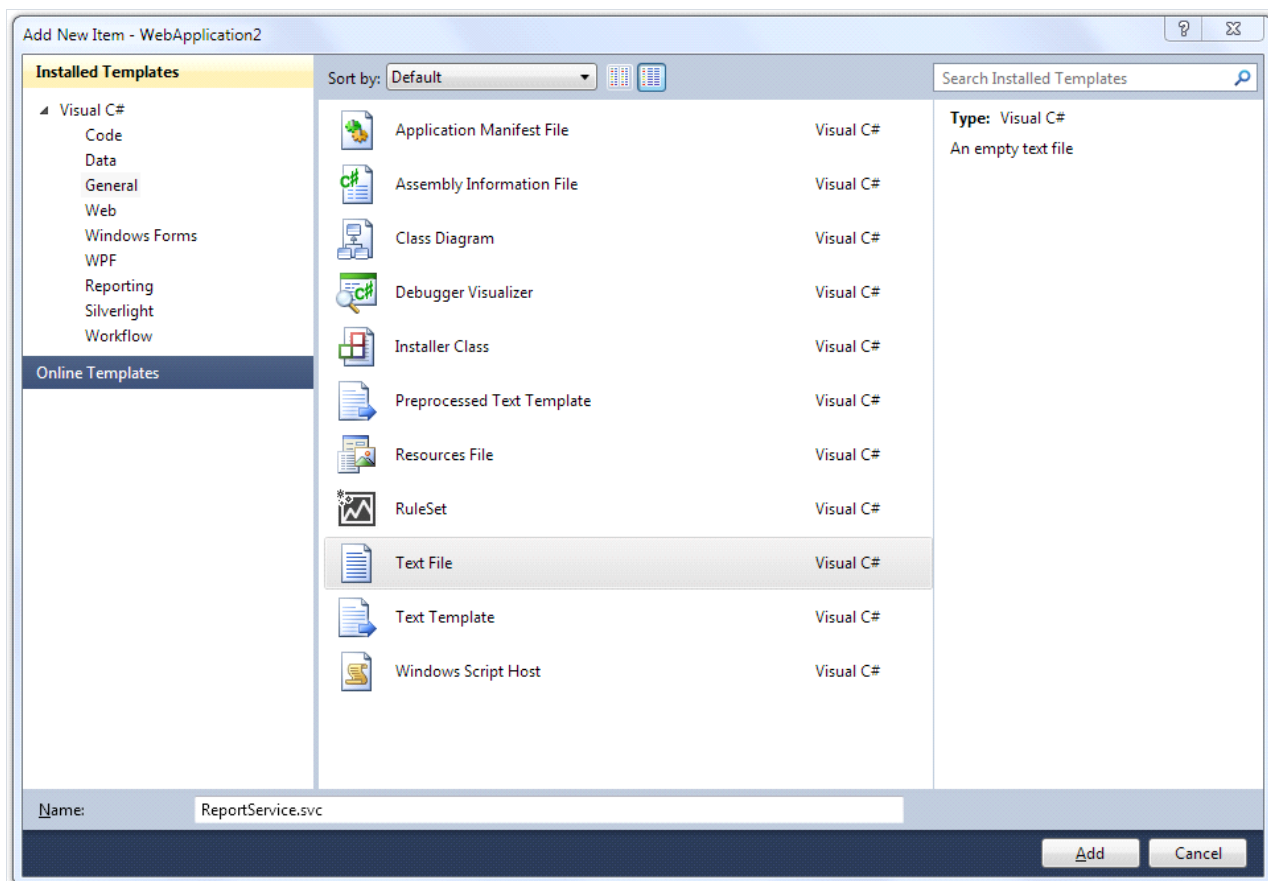 Add New Item - WebApplication2
Installed Templates
Sort by: Default
Search Installed Templates
Visual C#
Code
Data
General
Web
Windows Forms
WPF
Reporting
Silverlight
Workflow
Online Templates
Application Manifest File Visual C#
Assembly Information File Visual C#
Class Diagram Visual C#
Debugger Visualizer Visual C#
Installer Class Visual C#
Preprocessed Text Template Visual C#
Resources File Visual C#
RuleSet Visual C#
Text File Visual C#
Text Template Visual C#
Windows Script Host Visual C#
Type: Visual C#
An empty text file
Name: ReportService.svc
Add Cancel